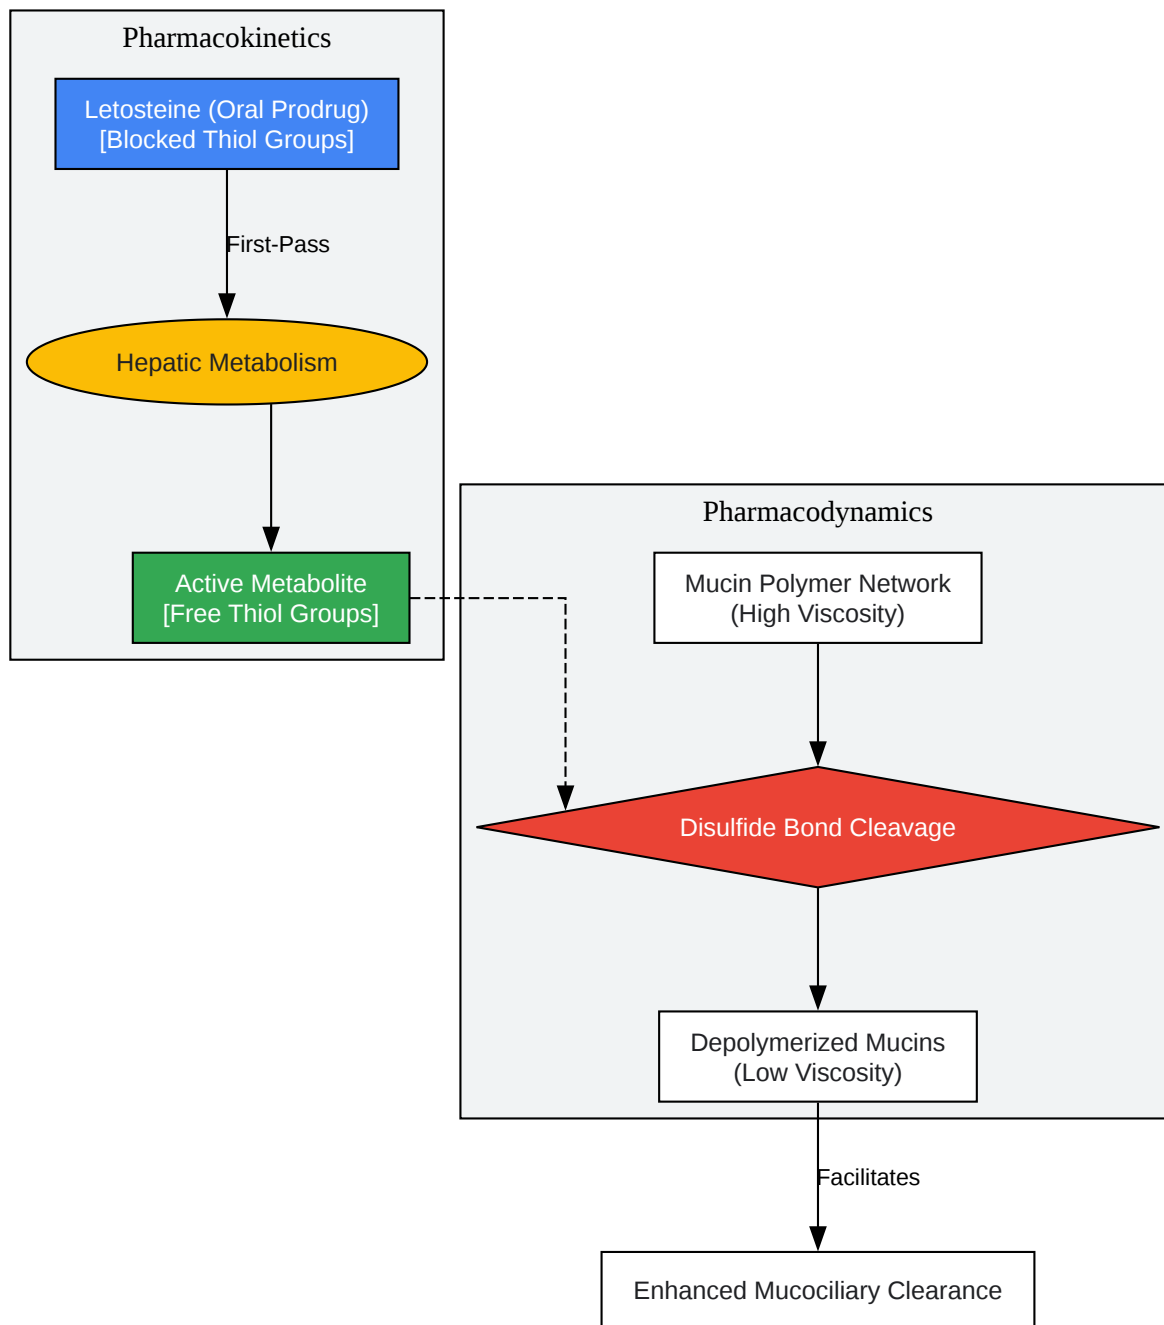 Pharmacokinetics
Letosteine (Oral Prodrug)
[Blocked Thiol Groups]
First-Pass
Hepatic Metabolism
Active Metabolite
[Free Thiol Groups]
Pharmacodynamics
Mucin Polymer Network
(High Viscosity)
Disulfide Bond Cleavage
Depolymerized Mucins
(Low Viscosity)
Facilitates
Enhanced Mucociliary Clearance